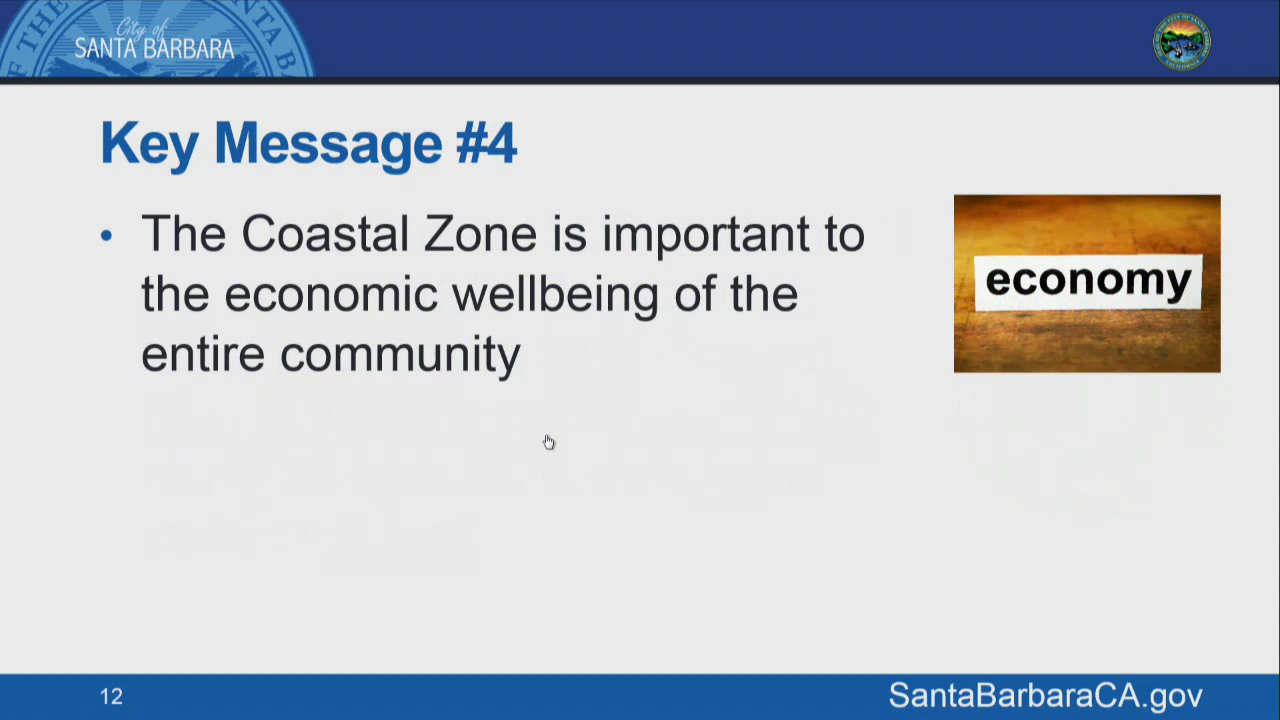 City of
SANTA BARBARA
Key Message #4
• The Coastal Zone is important to
the economic wellbeing of the
entire community
economy
12
SantaBarbaraCA.gov